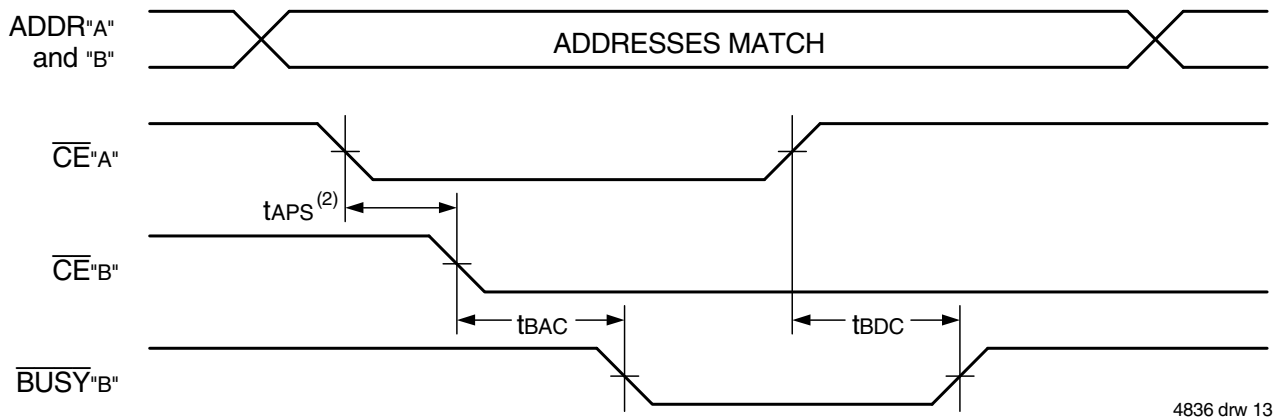 ADDR"A"
and "B"
ADDRESSES MATCH
CE"A"
tAPS(2)
CE"B"
tBAC
tBDC
BUSY"B"
4836 drw 13